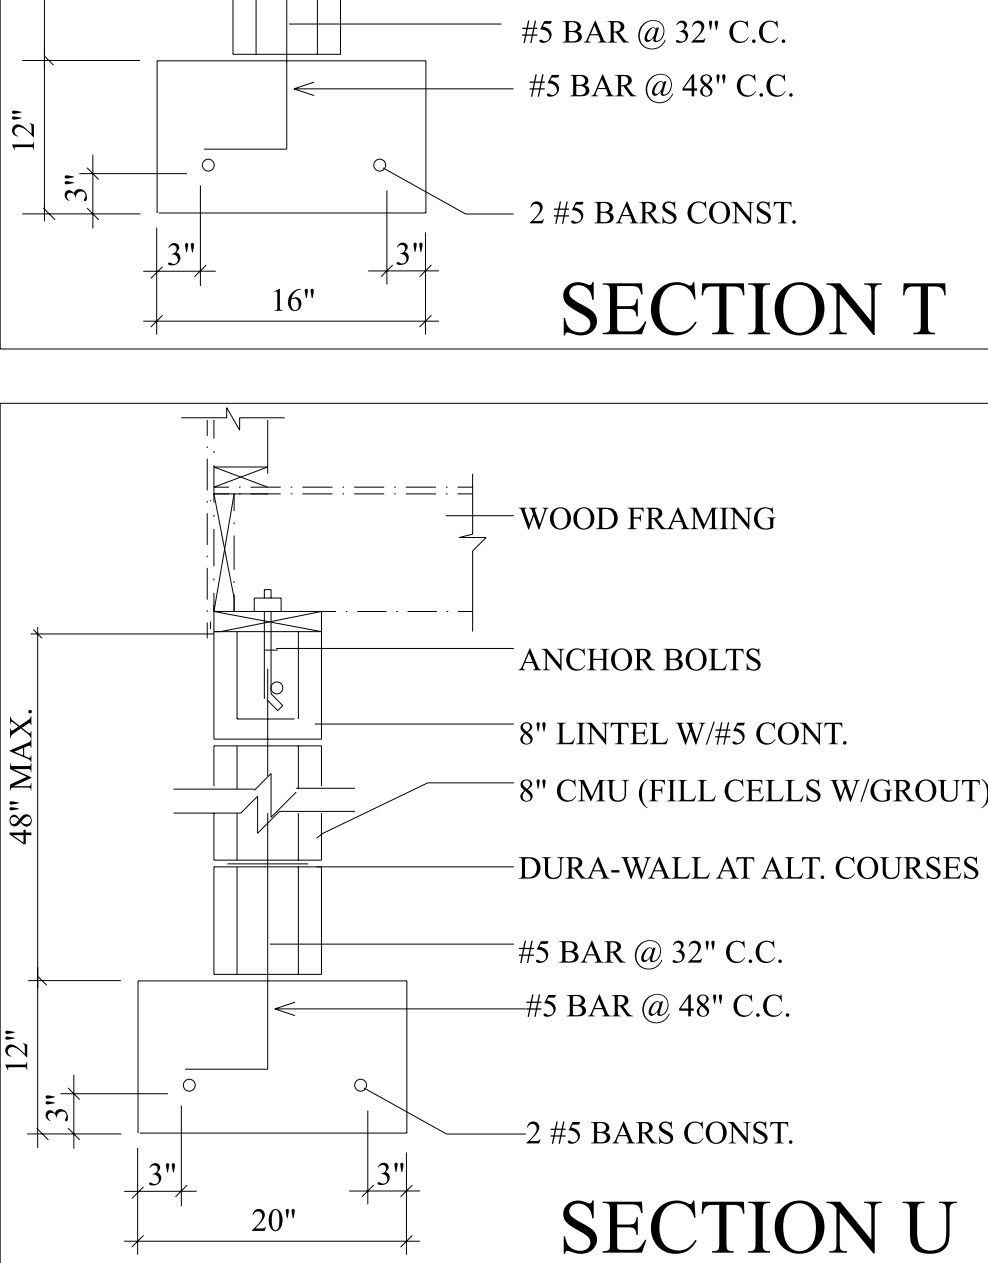 #5 BAR @ 32" C.C.
#5 BAR @ 48" C.C.
12"
3"
2 #5 BARS CONST.
3"
3"
16"
SECTION T
WOOD FRAMING
ANCHOR BOLTS
48" MAX.
8" LINTEL W/#5 CONT.
8" CMU (FILL CELLS W/GROUT)
DURA-WALL AT ALT. COURSES
#5 BAR @ 32" C.C.
#5 BAR @ 48" C.C.
12"
3"
2 #5 BARS CONST.
3"
3"
20"
SECTION U